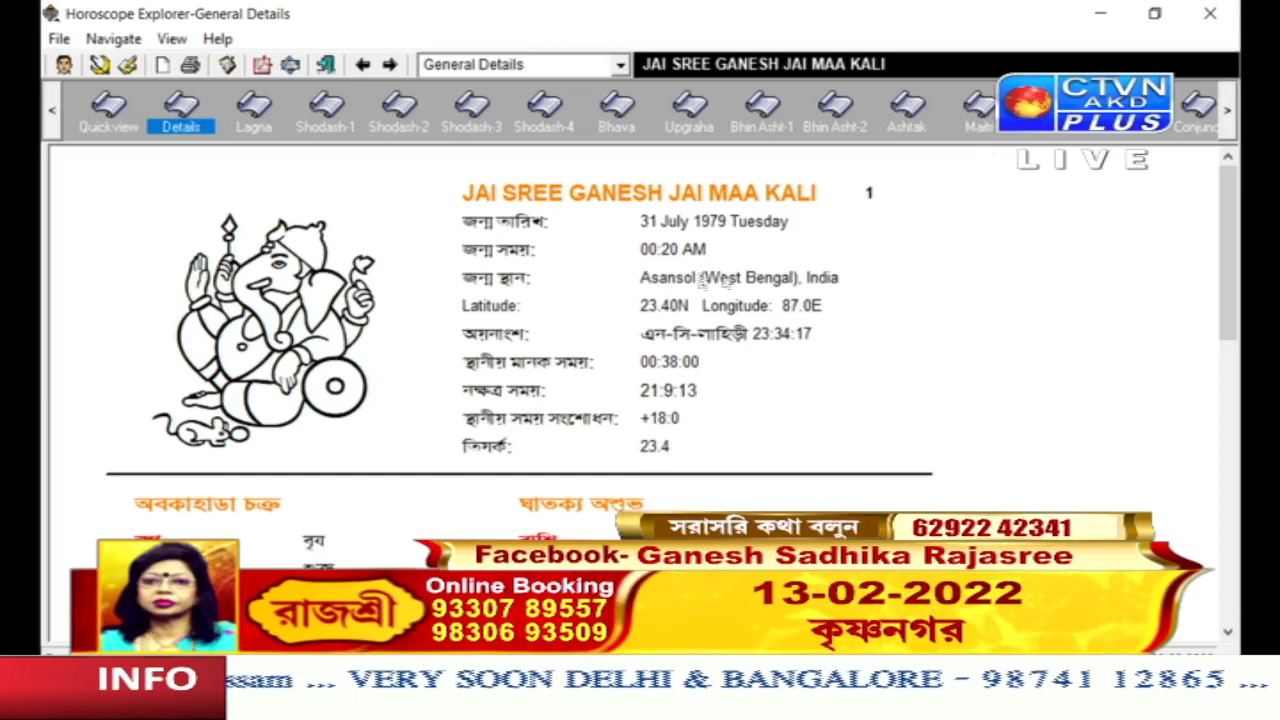 Horoscope Explorer-General Details
File Navigate View Help
General Details
JAI SREE GANESH JAI MAA KALI
CTVN
AKD
PLUS
LIVE
Quickview Details Lagna Shodash-1 Shodash-2 Shodash-3 Shodash-4 Bhava Upgraha Bhin Asht-1 Bhin Asht-2 Ashtak
JAI SREE GANESH JAI MAA KALI 1
জন্ম তারিখ: 31 July 1979 Tuesday
জন্ম সময়: 00:20 AM
জন্ম স্থান: Asansol (West Bengal), India
Latitude: 23.40N Longitude: 87.0E
অয়নাংশ: এন-সি-লাহিড়ী 23:34:17
স্থানীয় মানক সময়: 00:38:00
নক্ষত্র সময়: 21:9:13
স্থানীয় সময় সংশোধন: +18:0
তির্সক: 23.4
অবকাহাডা চক্র ঘাতক্য অশুভ
সরাসরি কথা বলুন 62922 42341
Facebook- Ganesh Sadhika Rajasree
রাজশ্রী
Online Booking
93307 89557
98306 93509
13-02-2022
কৃষ্ণনগর
INFO
ssam ... VERY SOON DELHI & BANGALORE - 98741 12865 ...